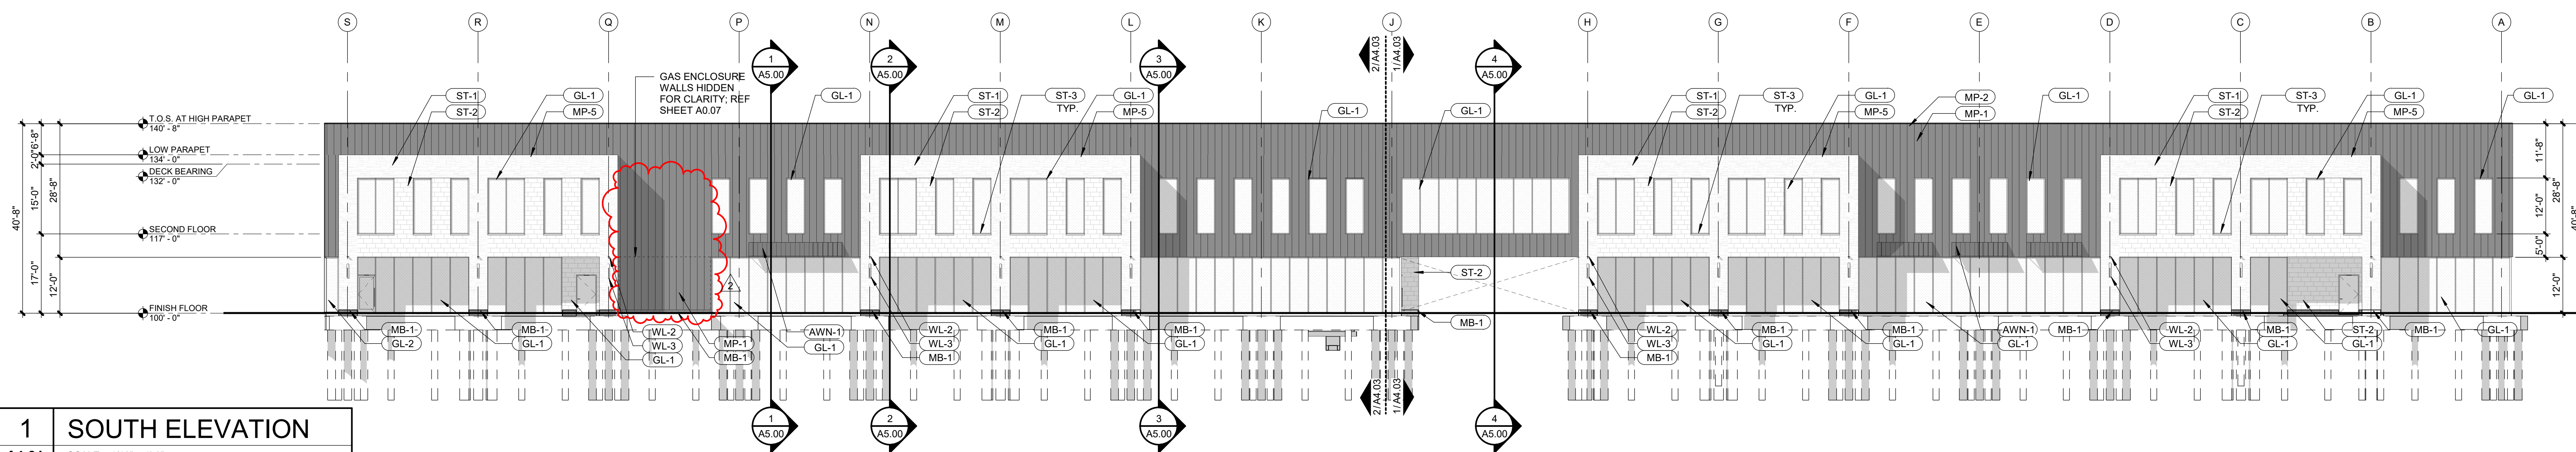 S R Q P N M L K J H G F E D C B A
1
A5.00
2
A5.00
3
A5.00
2/A4.03
1/A4.03
4
A5.00
GAS ENCLOSURE
WALLS HIDDEN
FOR CLARITY; REF
SHEET A0.07
ST-1
ST-2
GL-1
MP-5
GL-1
ST-1
ST-2
ST-3
TYP.
GL-1
MP-5
GL-1
GL-1
ST-1
ST-2
ST-3
TYP.
GL-1
MP-5
MP-2
MP-1
GL-1
ST-1
ST-2
ST-3
TYP.
GL-1
MP-5
GL-1
T.O.S. AT HIGH PARAPET
140' - 8"
LOW PARAPET
134' - 0"
DECK BEARING
132' - 0"
SECOND FLOOR
117' - 0"
FINISH FLOOR
100' - 0"
40'-8"
6'-8"
2'-0"
15'-0"
17'-0"
28'-8"
12'-0"
11'-8"
12'-0"
5'-0"
12'-0"
28'-8"
40'-8"
2
ST-2
MB-1
MB-1
GL-2
MB-1
GL-1
WL-2
WL-3
GL-1
MP-1
MB-1
AWN-1
GL-1
WL-2
WL-3
MB-1
MB-1
GL-1
MB-1
GL-1
WL-2
WL-3
MB-1
MB-1
GL-1
MB-1
GL-1
AWN-1
GL-1
MB-1
WL-2
WL-3
MB-1
GL-1
ST-2
GL-1
MB-1
GL-1
2/A4.03
1/A4.03
1
A5.00
2
A5.00
3
A5.00
4
A5.00
1
SOUTH ELEVATION